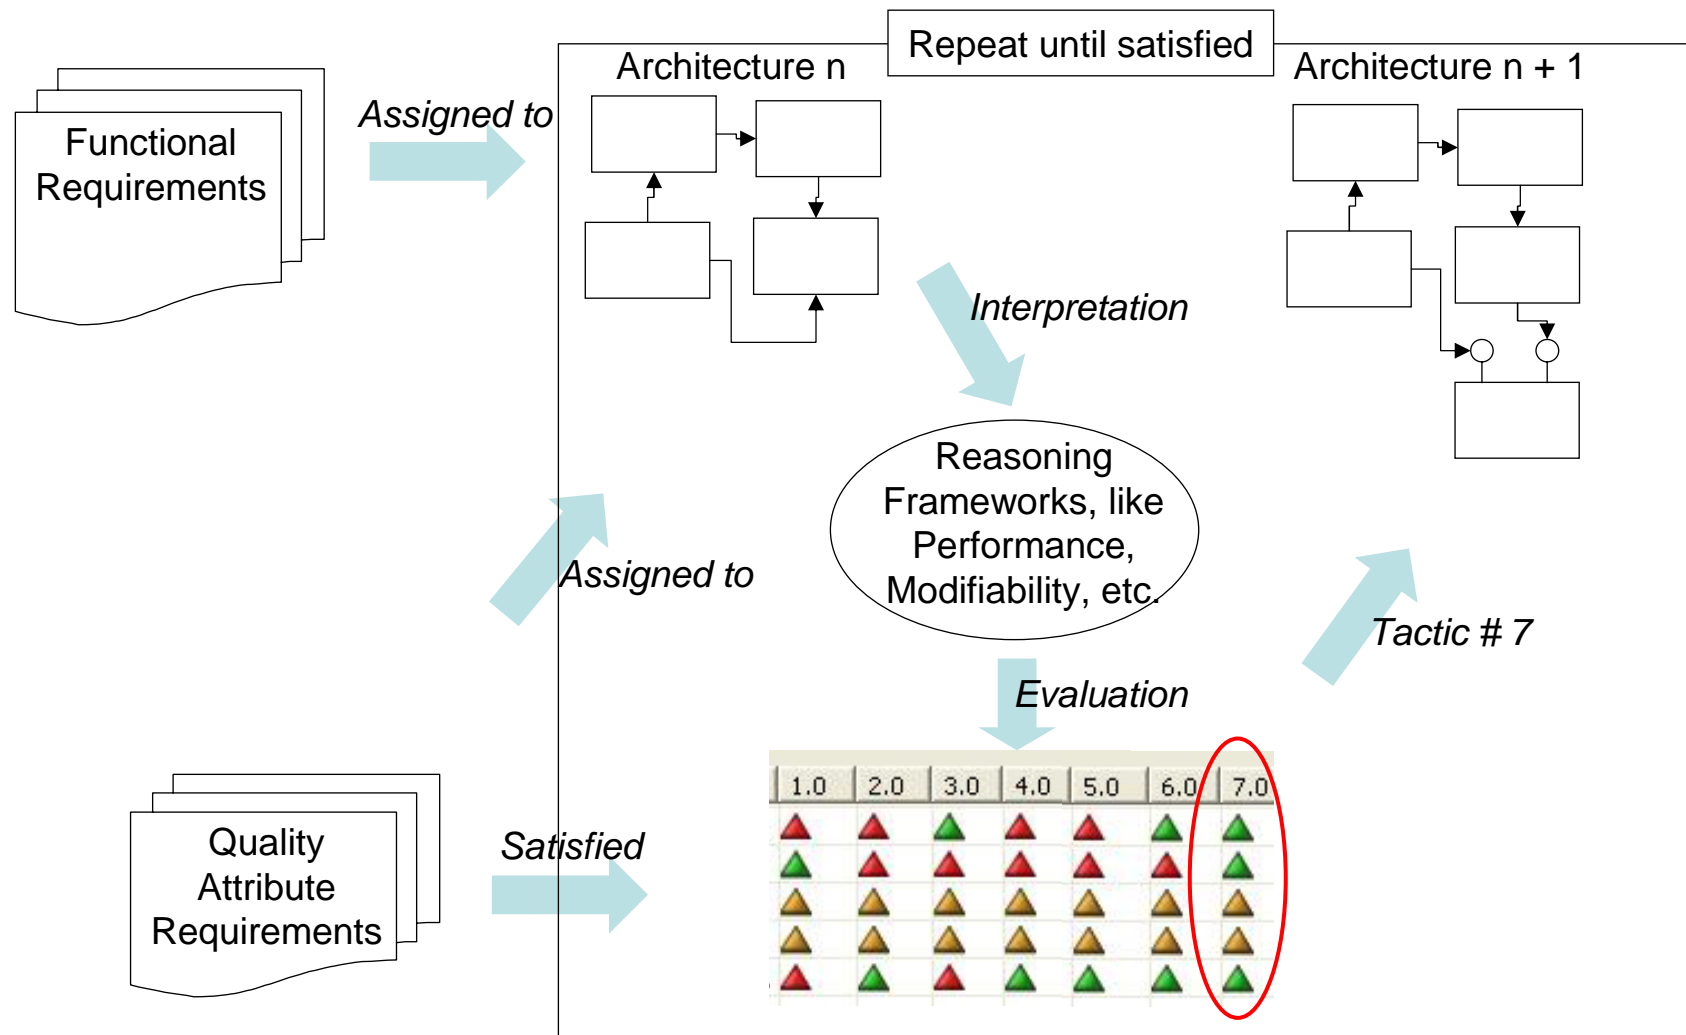 Repeat until satisfied
Architecture n
Architecture n + 1
Assigned to
Functional
Requirements
Interpretation
Reasoning
Frameworks, like
Performance,
Modifiability, etc.
Assigned to
Tactic # 7
Evaluation
1.0 2.0 3.0 4.0 5.0 6.0 7.0
Quality
Attribute
Requirements
Satisfied